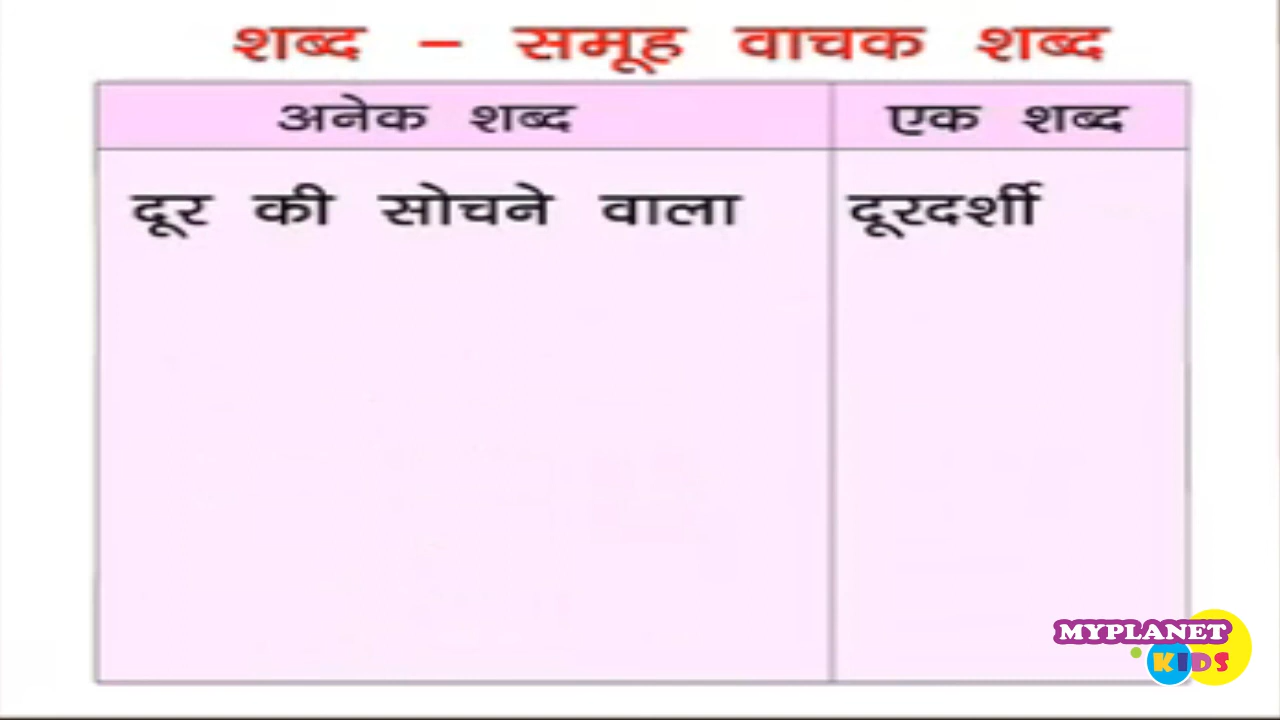 शब्द – समूह वाचक शब्द
अनेक शब्द एक शब्द
दूर की सोचने वाला दूरदर्शी
MYPLANET
KIDS